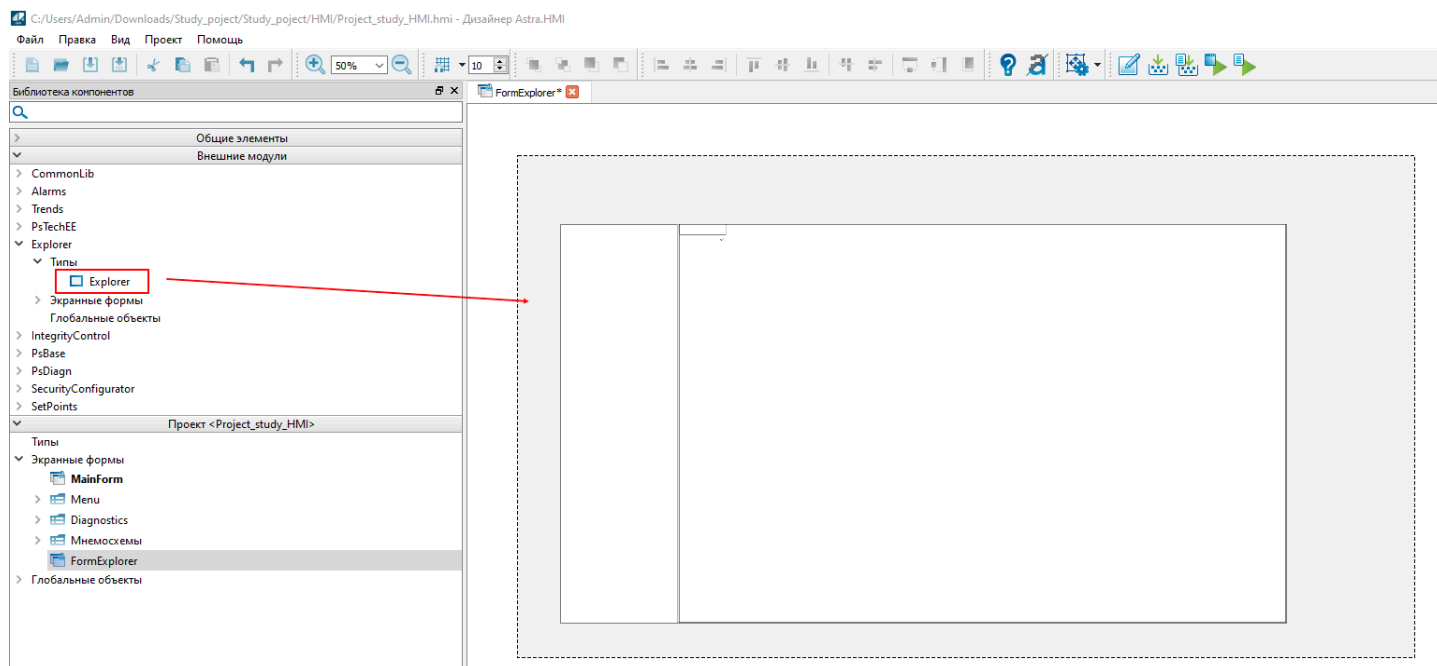 C:/Users/Admin/Downloads/Study_poject/Study_poject/HMI/Project_study_HMI.hmi - Дизайнер Astra.HMI
Файл Правка Вид Проект Помощь
50% 10
Библиотека компонентов
FormExplorer*
Общие элементы
Внешние модули
CommonLib
Alarms
Trends
PsTechEE
Explorer
Типы
Explorer
Экранные формы
Глобальные объекты
IntegrityControl
PsBase
PsDiagn
SecurityConfigurator
SetPoints
Проект <Project_study_HMI>
Типы
Экранные формы
MainForm
Menu
Diagnostics
Мнемосхемы
FormExplorer
Глобальные объекты